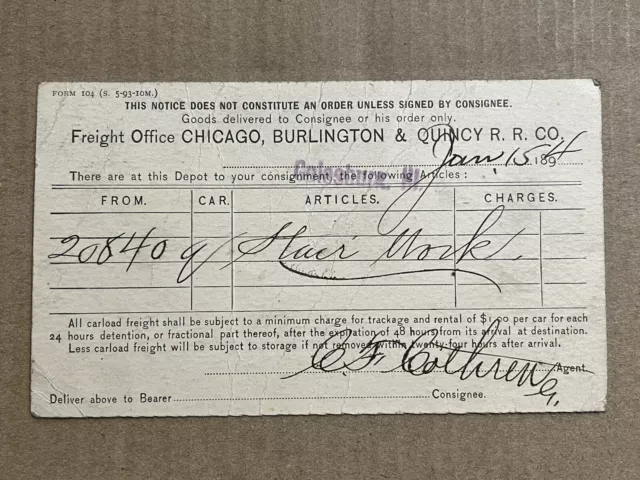 FORM 104 (S. 5-93-10M.)
THIS NOTICE DOES NOT CONSTITUTE AN ORDER UNLESS SIGNED BY CONSIGNEE.
Goods delivered to Consignee or his order only.
Freight Office CHICAGO, BURLINGTON & QUINCY R. R. CO.
Galesburg, Jan. 15 1894
There are at this Depot to your consignment, the following Articles:
FROM. CAR. ARTICLES. CHARGES.
20840 q Stair Work
All carload freight shall be subject to a minimum charge for trackage and rental of $1.00 per car for each
24 hours detention, or fractional part thereof, after the expiration of 48 hours from its arrival at destination.
Less carload freight will be subject to storage if not removed within twenty-four hours after arrival.
C F Cothren Agent
Deliver above to Bearer Consignee.